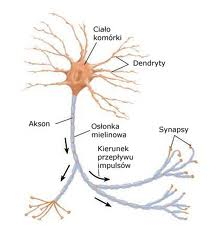 Ciało
komórki
Dendryty
Akson
Osłonka
mielinowa
Synapsy
Kierunek
przepływu
impulsów